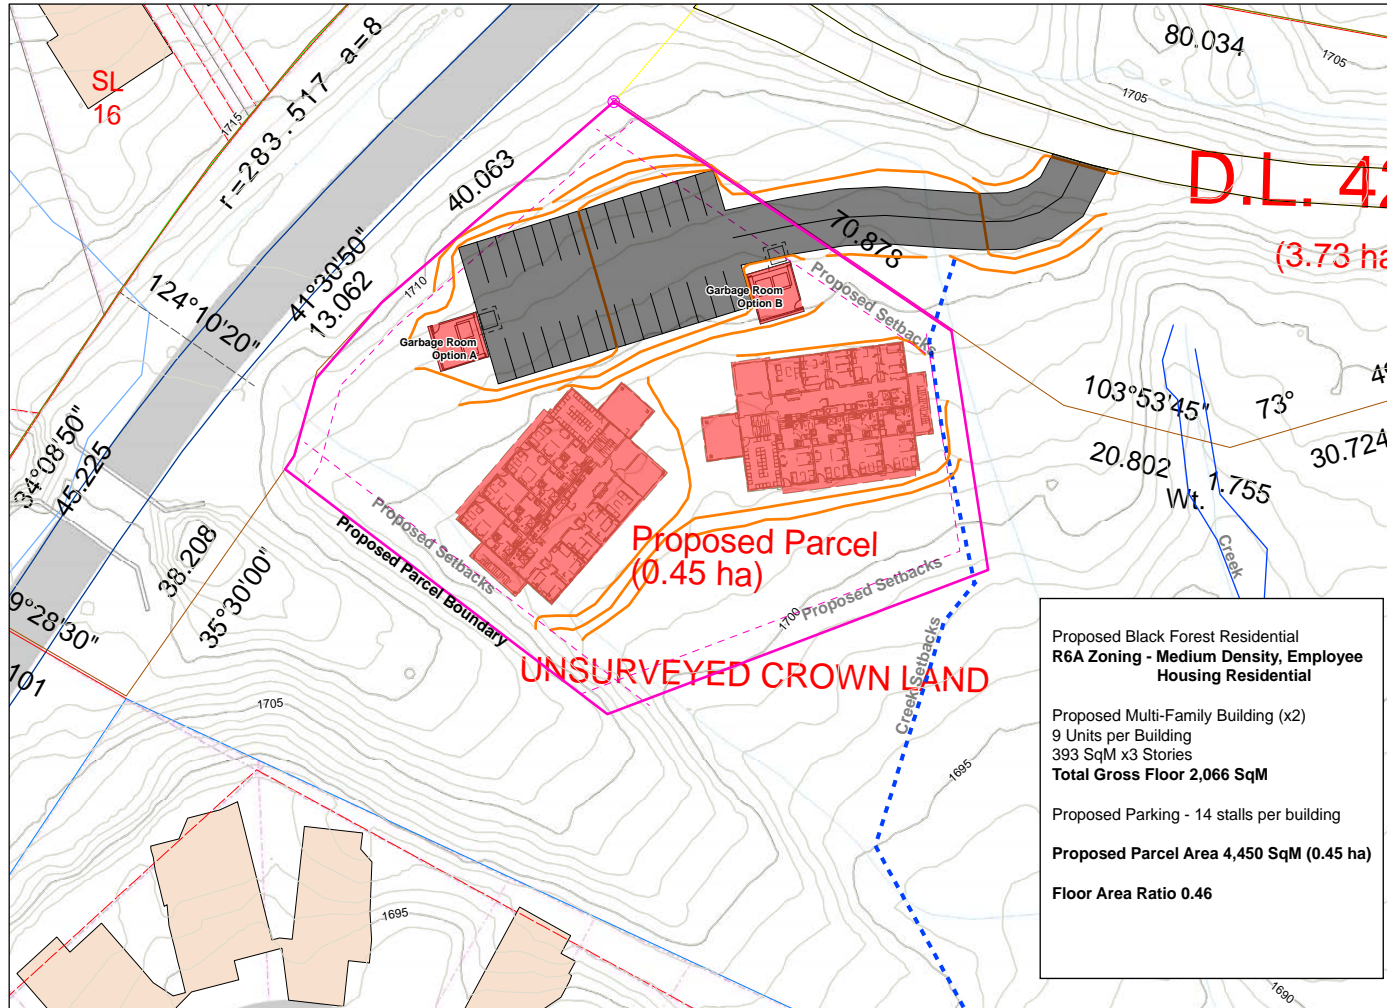 SL
16
1715
r=283.517 a=8
80.034
1705
1705
D.L. 42
(3.73 ha
40.063
41°30'50"
13.062
124°10'20"
1710
70.878
Garbage Room
Option B
Garbage Room
Option A
Proposed Setbacks
34°08'50"
45.225
103°53'45"
73°
20.802
1.755
30.724
Wt.
Creek
Proposed Setbacks
Proposed Parcel Boundary
Proposed Parcel
(0.45 ha)
Proposed Setbacks
1700
38.208
35°30'00"
9°28'30"
101
UNSURVEYED CROWN LAND
Creek Setbacks
1705
1695
1695
1690
Proposed Black Forest Residential
R6A Zoning - Medium Density, Employee
Housing Residential
Proposed Multi-Family Building (x2)
9 Units per Building
393 SqM x3 Stories
Total Gross Floor 2,066 SqM
Proposed Parking - 14 stalls per building
Proposed Parcel Area 4,450 SqM (0.45 ha)
Floor Area Ratio 0.46